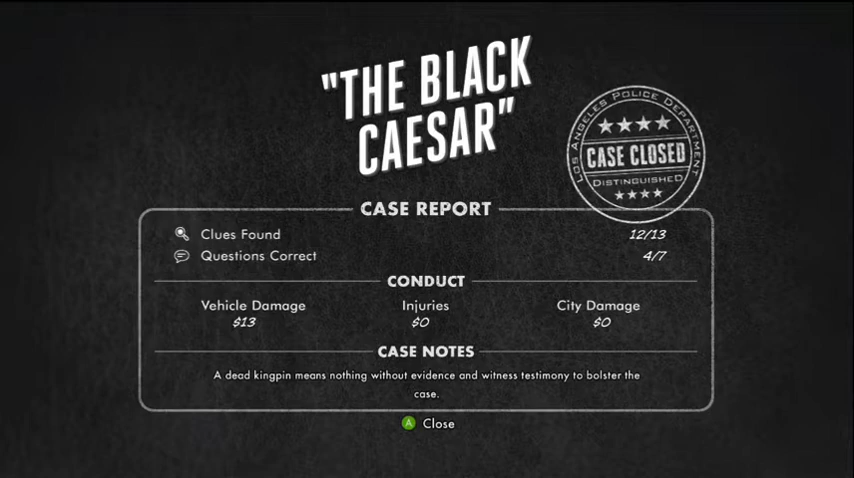 "THE BLACK
CAESAR"
LOS ANGELES POLICE DEPARTMENT
CASE CLOSED
DISTINGUISHED
CASE REPORT
Clues Found 12/13
Questions Correct 4/7
CONDUCT
Vehicle Damage Injuries City Damage
$13 $0 $0
CASE NOTES
A dead kingpin means nothing without evidence and witness testimony to bolster the
case.
A Close